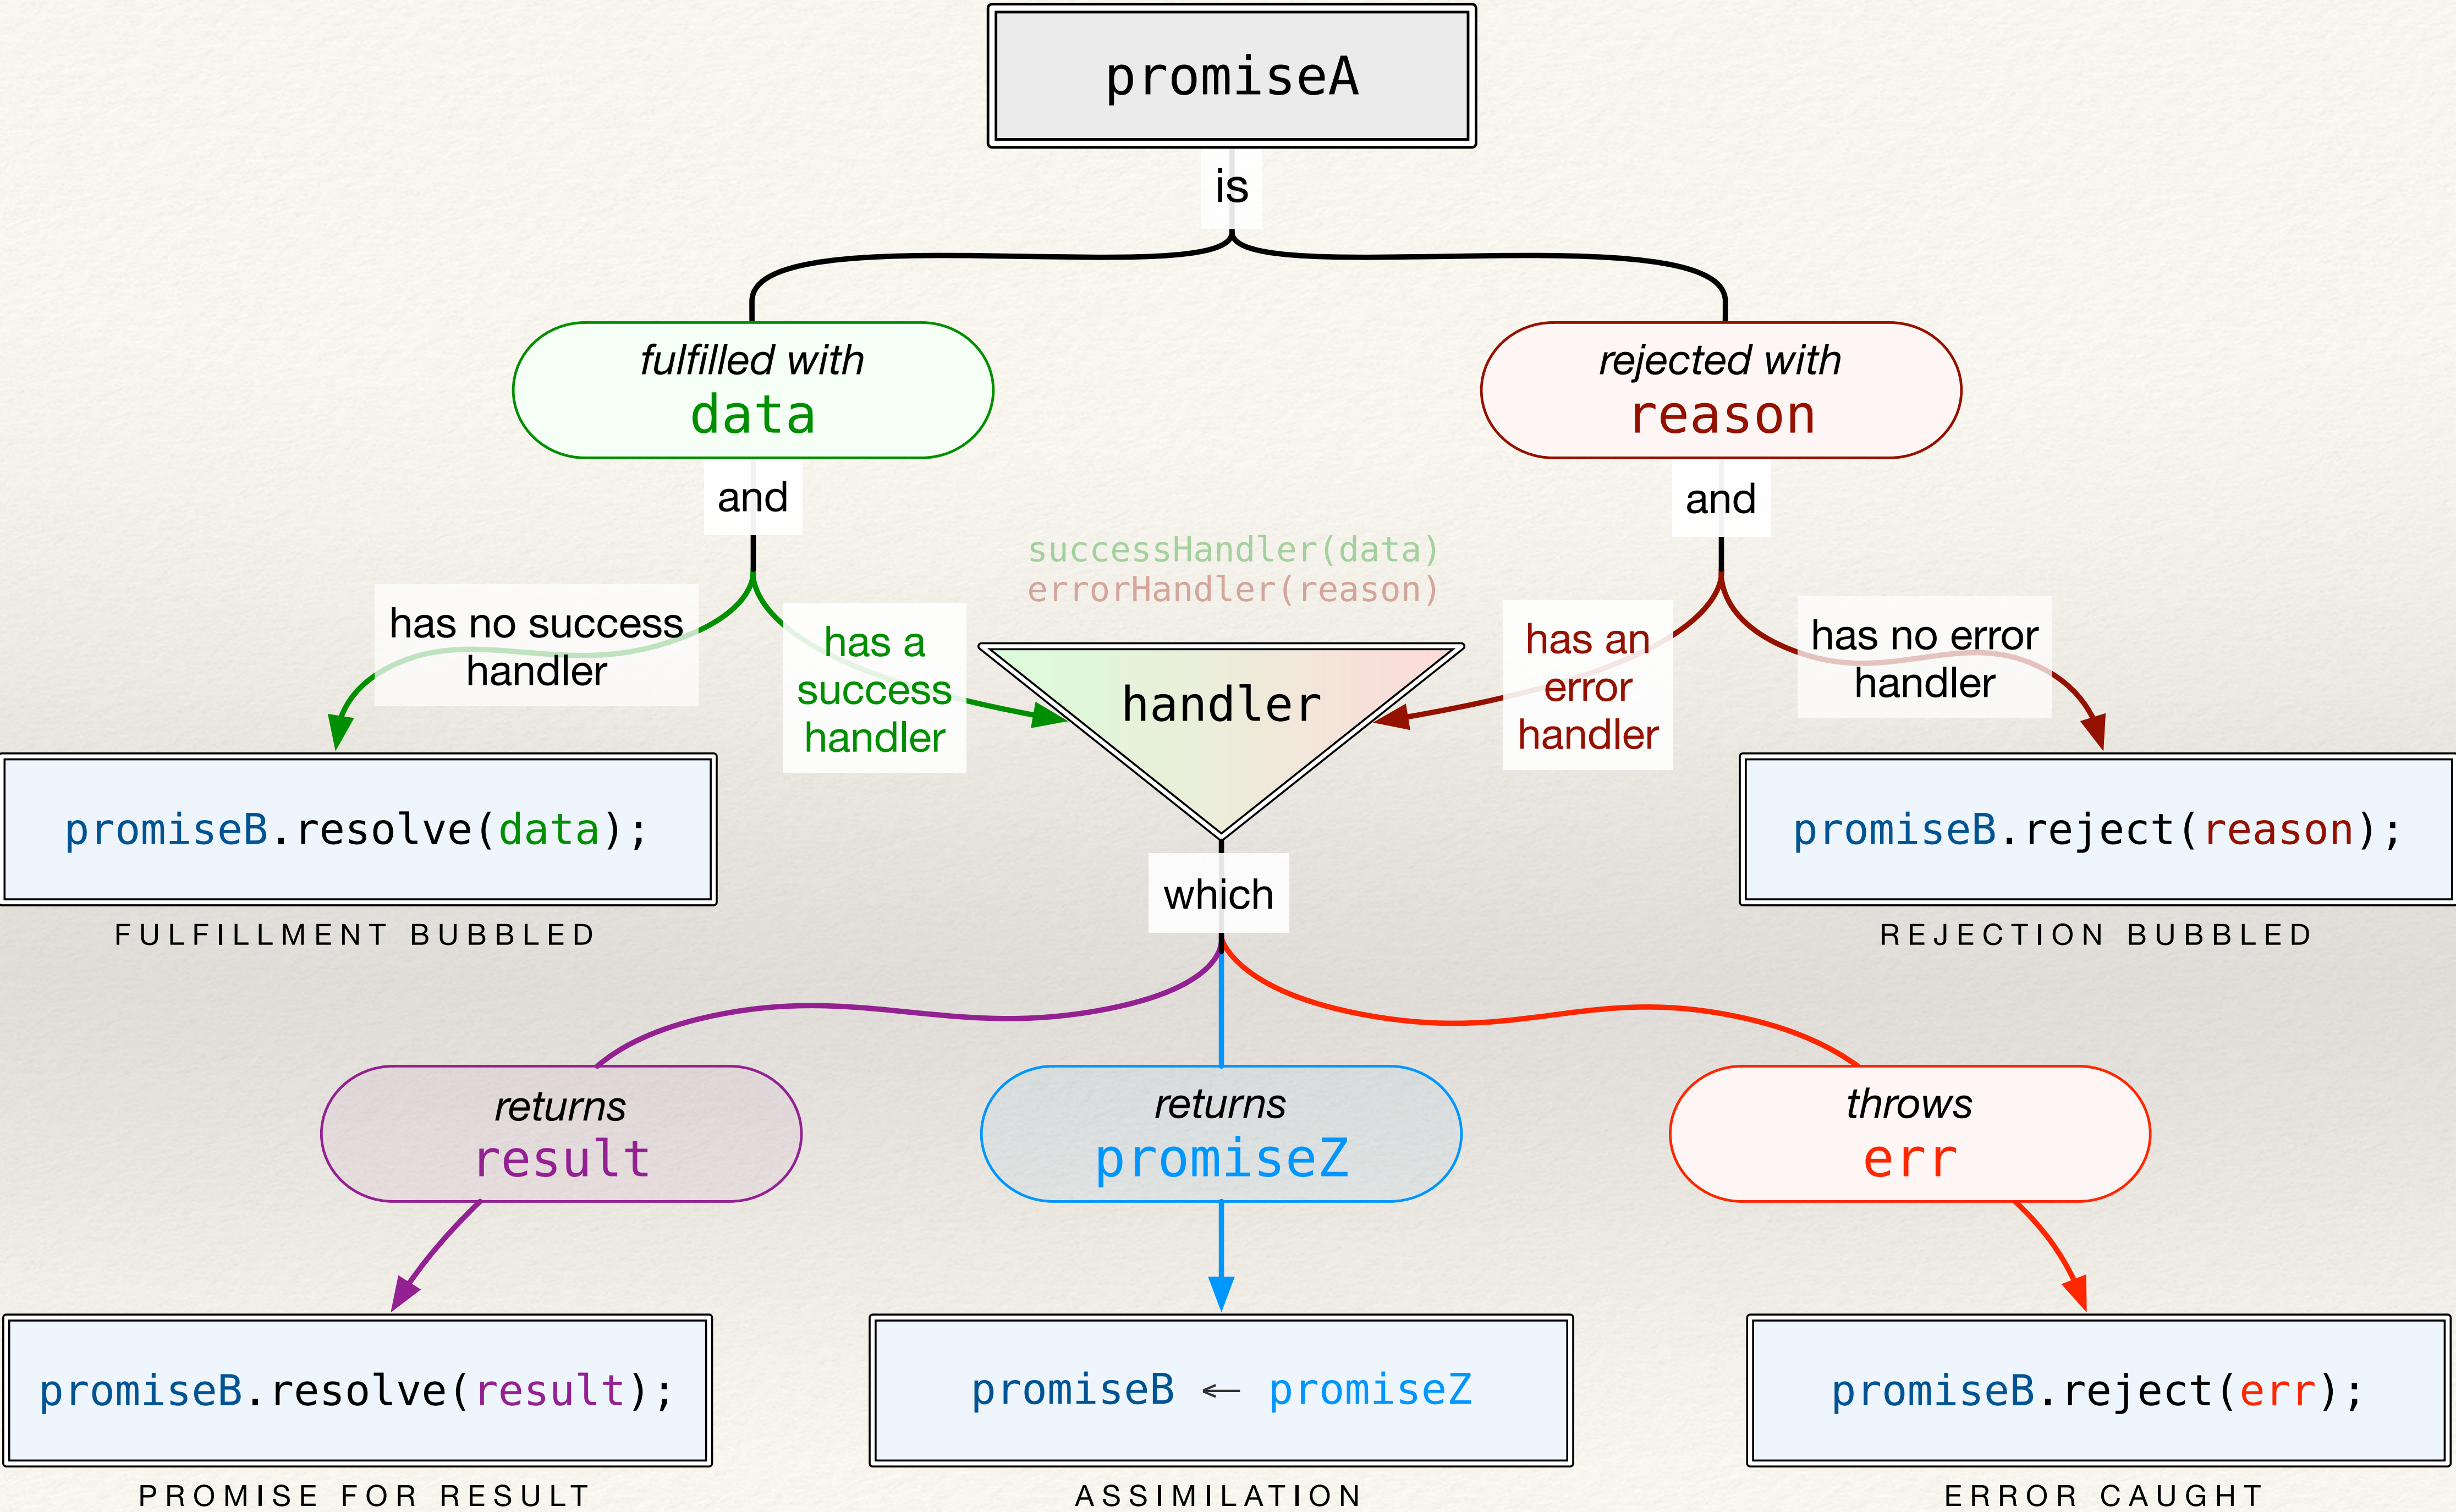 promiseA
is
fulfilled with
data
rejected with
reason
and
and
successHandler(data)
errorHandler(reason)
has no success
handler
has a
success
handler
handler
has an
error
handler
has no error
handler
promiseB.resolve(data);
FULFILLMENT BUBBLED
which
promiseB.reject(reason);
REJECTION BUBBLED
returns
result
returns
promiseZ
throws
err
promiseB.resolve(result);
PROMISE FOR RESULT
promiseB ← promiseZ
ASSIMILATION
promiseB.reject(err);
ERROR CAUGHT